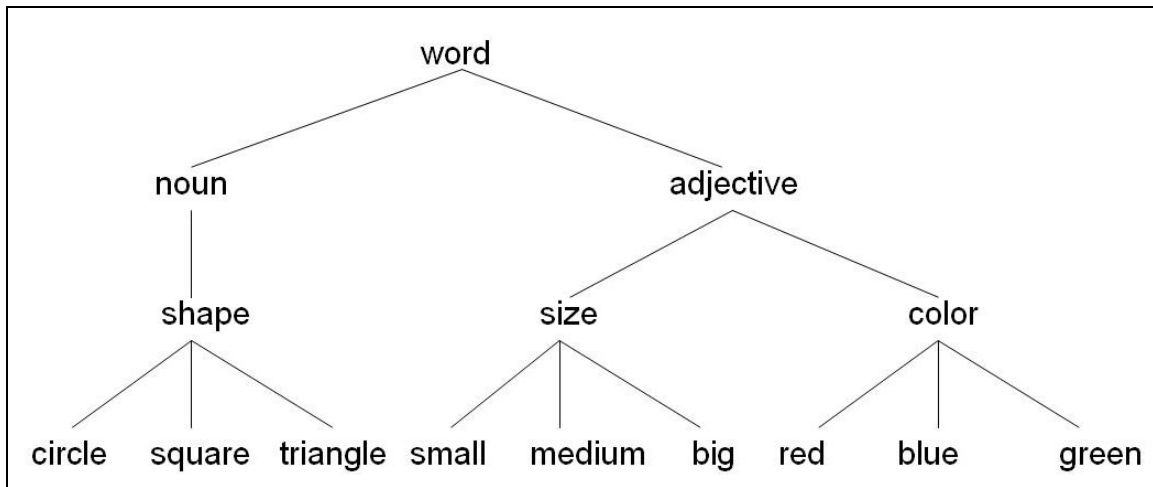 word
noun adjective
shape size color
circle square triangle small medium big red blue green